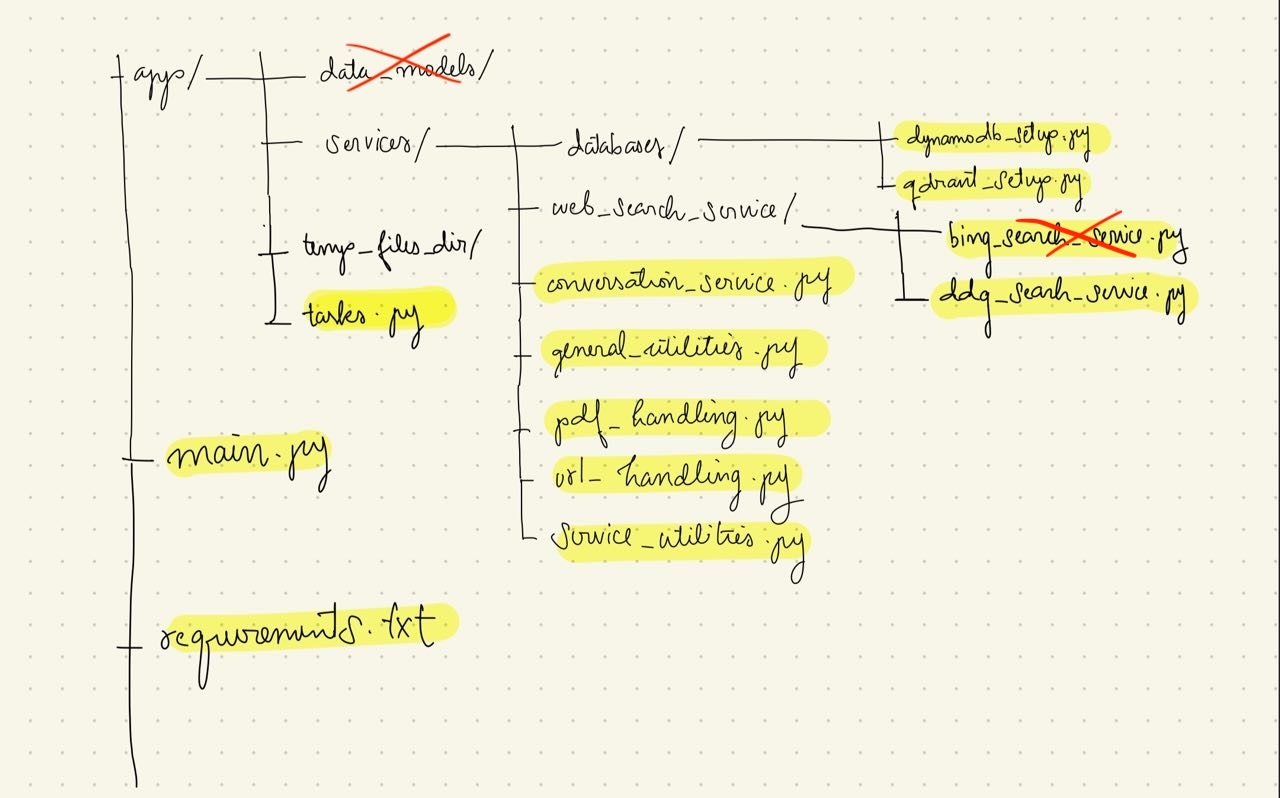 app/
data_models/
services/
databases/
dynamodb_setup.py
qdrant_setup.py
web_search_service/
bing_search_service.py
ddg_search_service.py
conversation_service.py
general_utilities.py
pdf_handling.py
url_handling.py
service_utilities.py
temp_files_dir/
tasks.py
main.py
requirements.txt